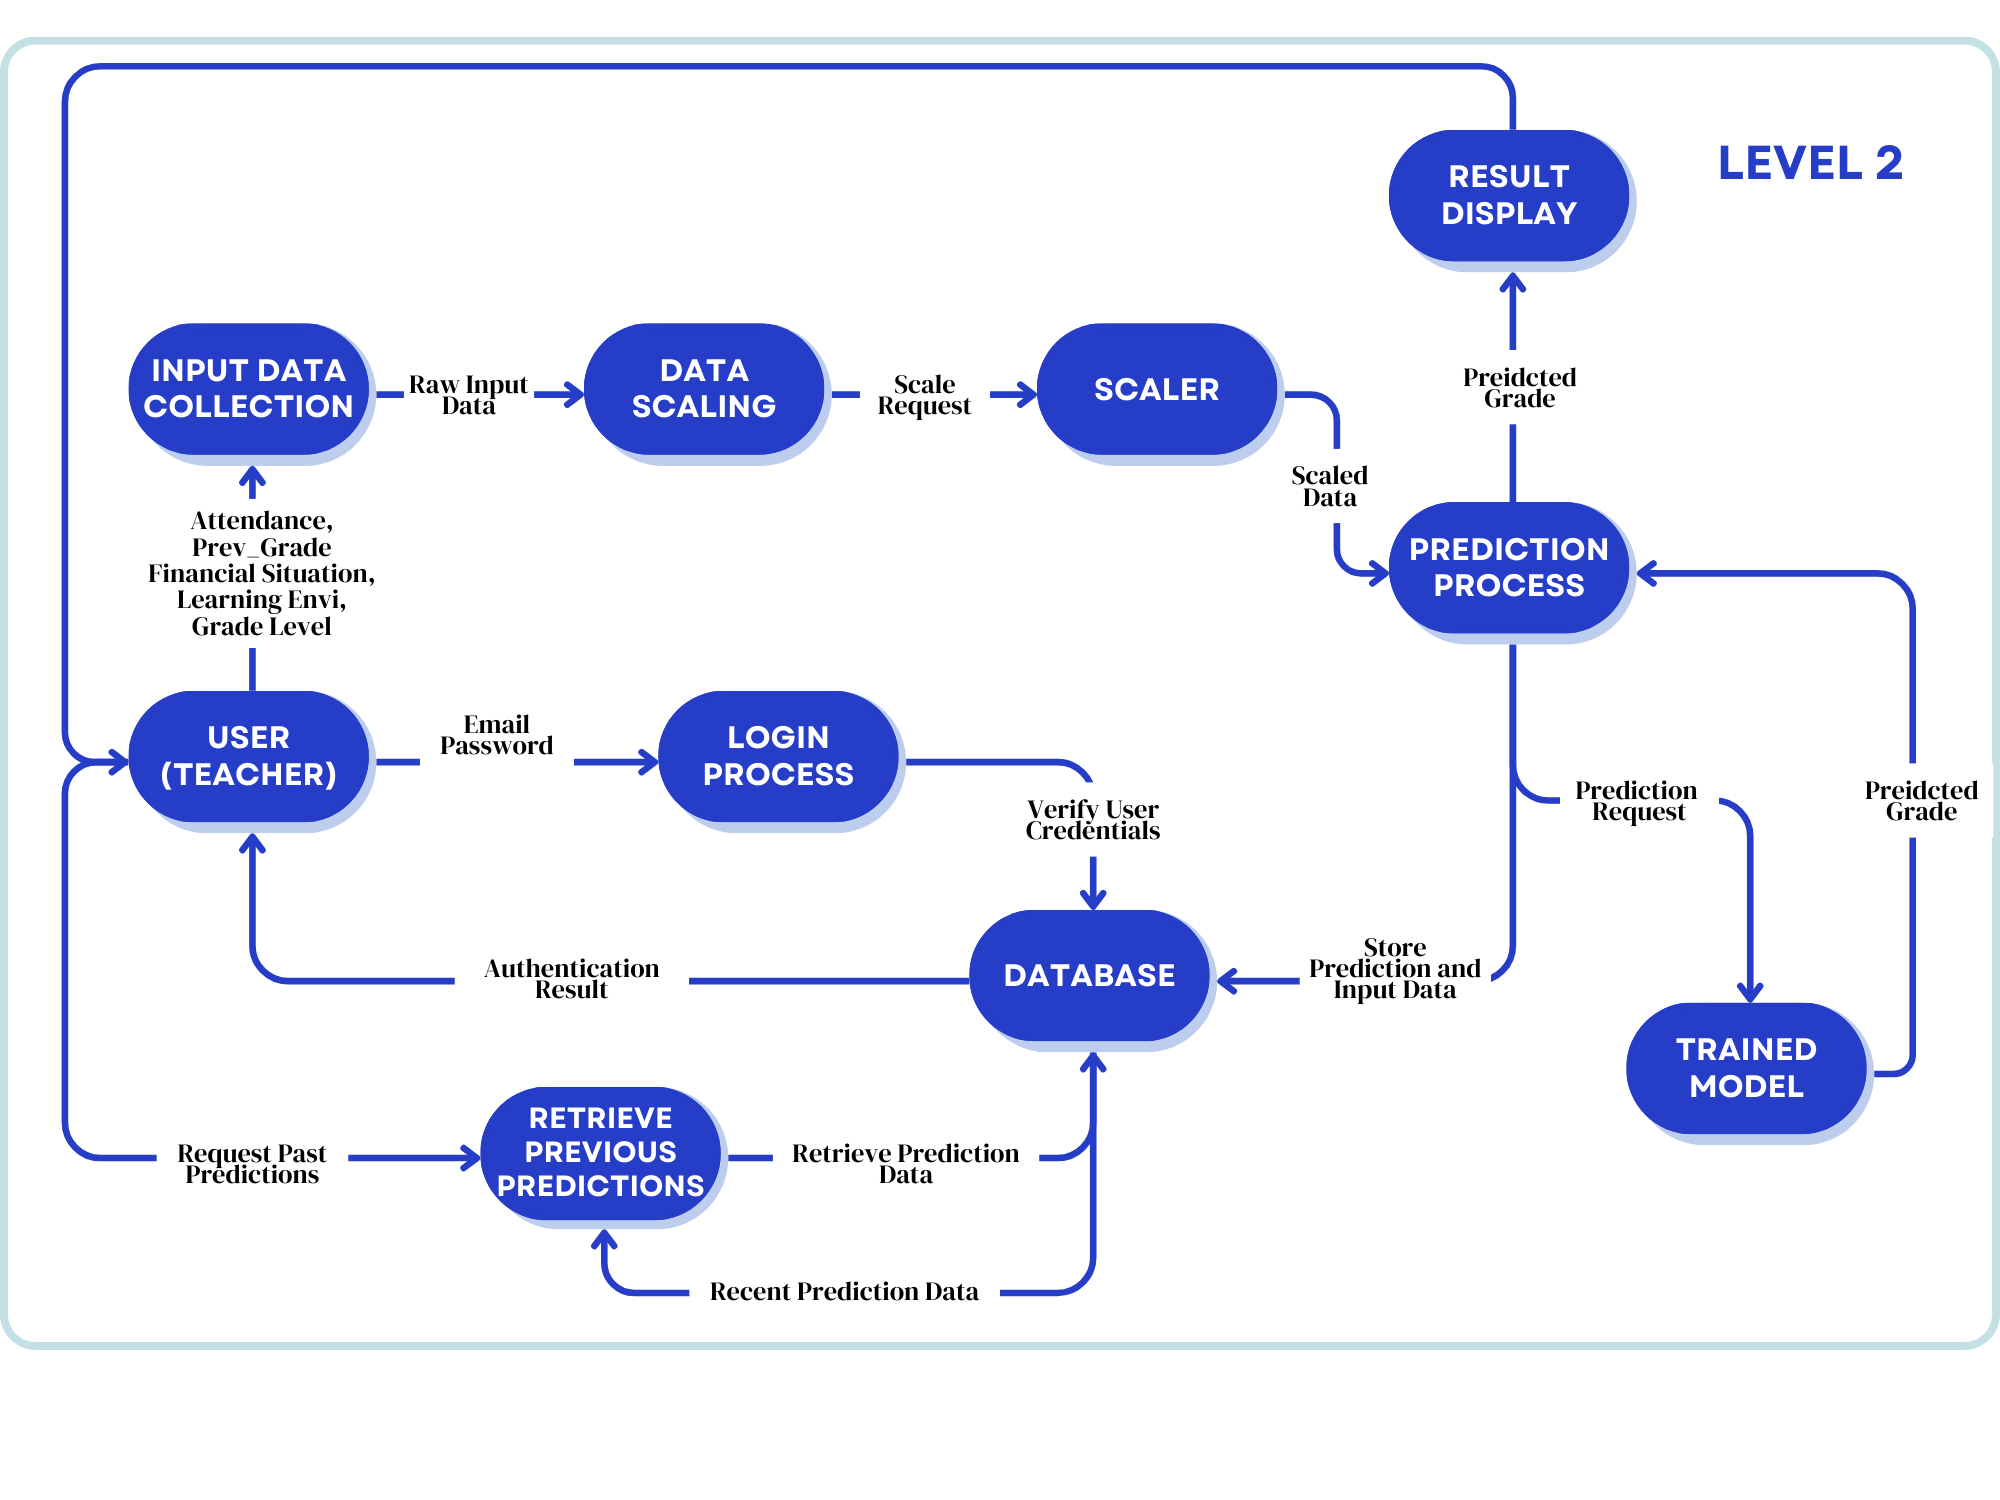 LEVEL 2
RESULT
DISPLAY
INPUT DATA
COLLECTION
Raw Input
Data
DATA
SCALING
Scale
Request
SCALER
Preidcted
Grade
Scaled
Data
Attendance,
Prev_Grade
Financial Situation,
Learning Envi,
Grade Level
PREDICTION
PROCESS
USER
(TEACHER)
Email
Password
LOGIN
PROCESS
Verify User
Credentials
Prediction
Request
Preidcted
Grade
Authentication
Result
DATABASE
Store
Prediction and
Input Data
TRAINED
MODEL
Request Past
Predictions
RETRIEVE
PREVIOUS
PREDICTIONS
Retrieve Prediction
Data
Recent Prediction Data